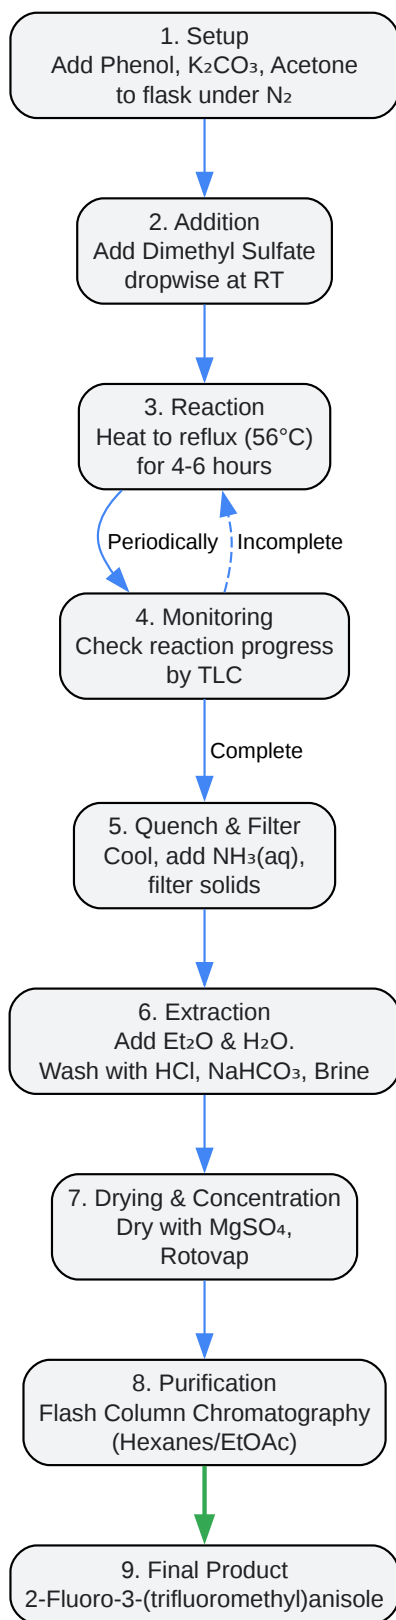 1. Setup
Add Phenol, K₂CO₃, Acetone
to flask under N₂
2. Addition
Add Dimethyl Sulfate
dropwise at RT
3. Reaction
Heat to reflux (56°C)
for 4-6 hours
Periodically
Incomplete
4. Monitoring
Check reaction progress
by TLC
Complete
5. Quench & Filter
Cool, add NH₃(aq),
filter solids
6. Extraction
Add Et₂O & H₂O.
Wash with HCl, NaHCO₃, Brine
7. Drying & Concentration
Dry with MgSO₄,
Rotovap
8. Purification
Flash Column Chromatography
(Hexanes/EtOAc)
9. Final Product
2-Fluoro-3-(trifluoromethyl)anisole